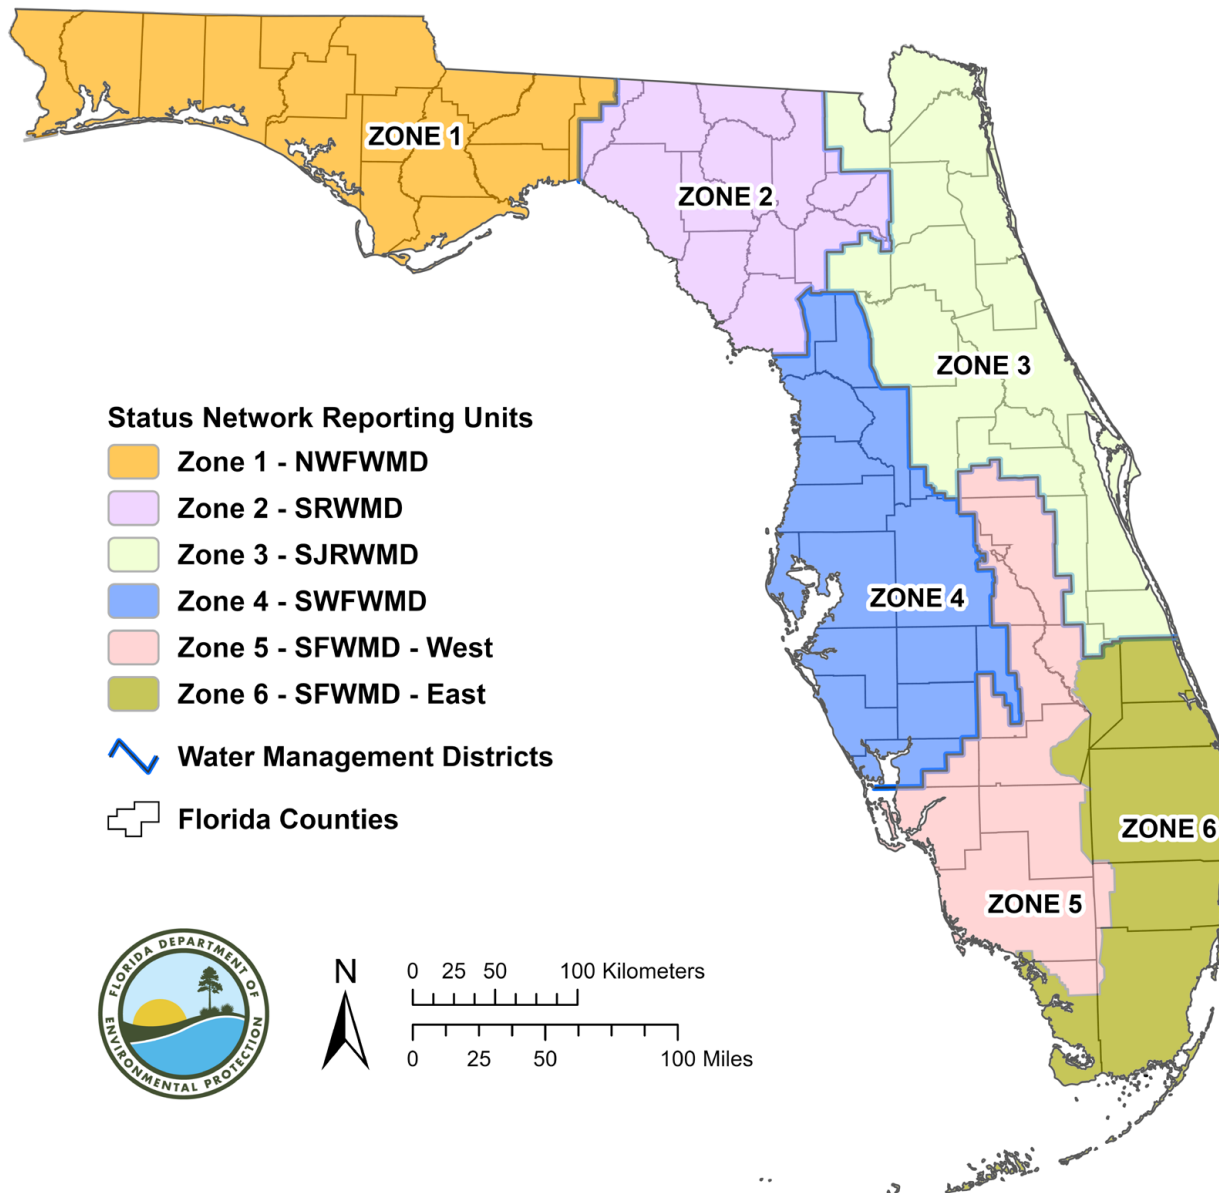 ZONE 1
ZONE 2
ZONE 3
ZONE 4
ZONE 5
ZONE 6
Status Network Reporting Units
Zone 1 - NWFWMD
Zone 2 - SRWMD
Zone 3 - SJRWMD
Zone 4 - SWFWMD
Zone 5 - SFWMD - West
Zone 6 - SFWMD - East
Water Management Districts
Florida Counties
FLORIDA DEPARTMENT OF
ENVIRONMENTAL PROTECTION
N
0 25 50 100 Kilometers
0 25 50 100 Miles